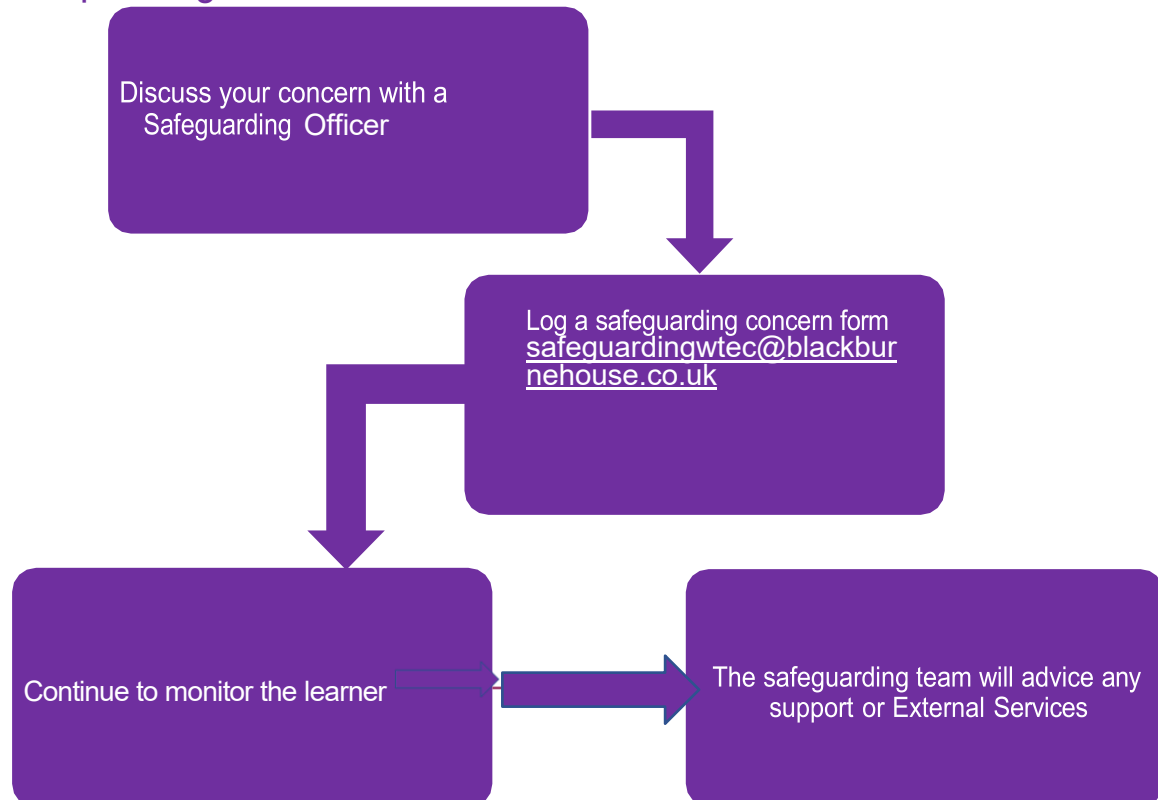 Discuss your concern with a
Safeguarding Officer
Log a safeguarding concern form
safeguardingwtec@blackbur
nehouse.co.uk
Continue to monitor the learner
The safeguarding team will advice any
support or External Services